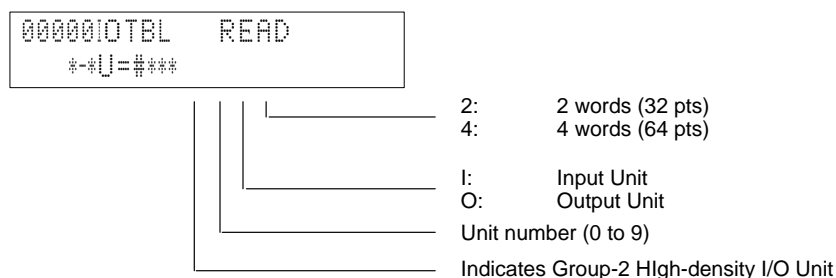 00000IOTBL READ
*-*U=#***
2: 2 words (32 pts)
4: 4 words (64 pts)
I: Input Unit
O: Output Unit
Unit number (0 to 9)
Indicates Group-2 HIgh-density I/O Unit